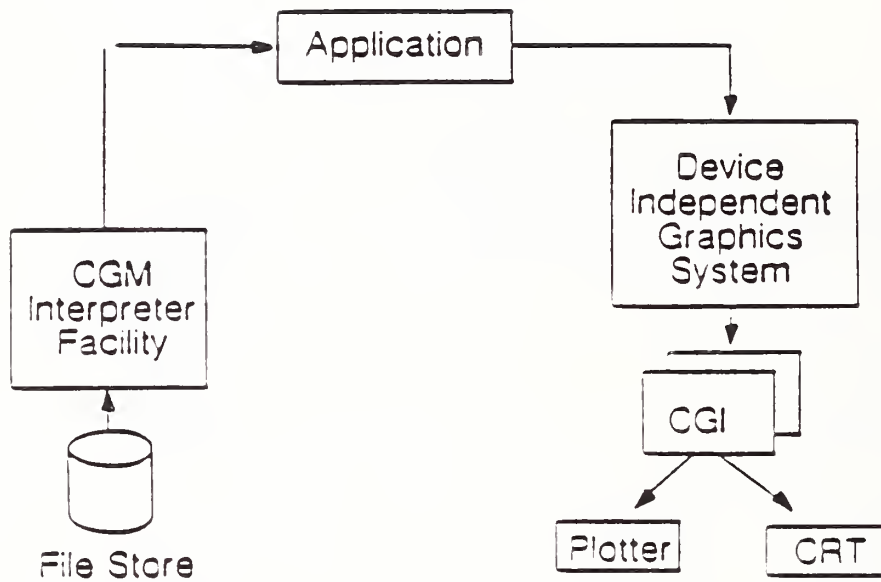 Application
Device
Independent
Graphics
System
CGM
Interpreter
Facility
CGI
File Store
Plotter
CRT